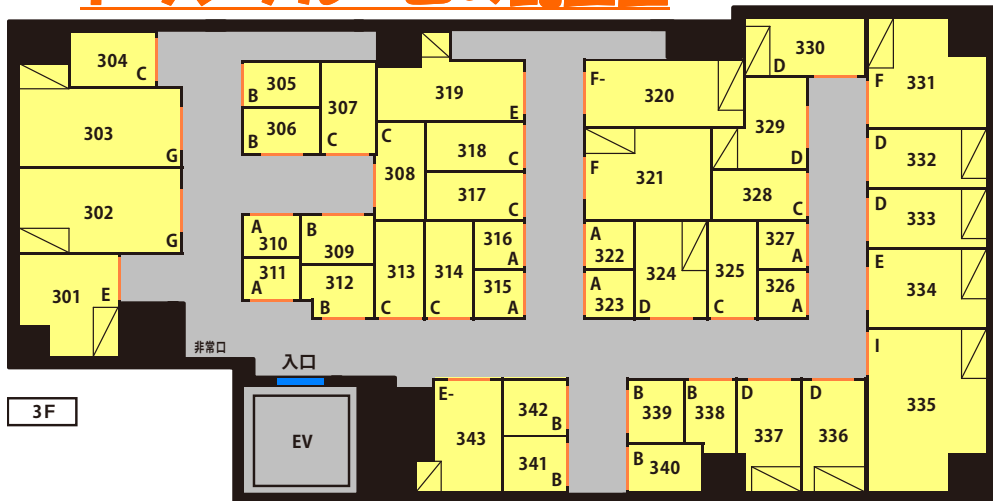 330
D
304
C
F
331
305
B
307
C
319
E
F-
320
306
B
329
D
303
G
C
308
318
C
F
321
D
332
317
C
328
C
D
333
302
G
A
310
B
309
313
C
314
C
316
A
A
322
324
D
325
C
327
A
311
A
312
B
315
A
A
323
326
A
E
334
301
E
非常口
入口
I
335
3F
EV
E-
343
342
B
341
B
B
339
B
338
D
337
D
336
B
340